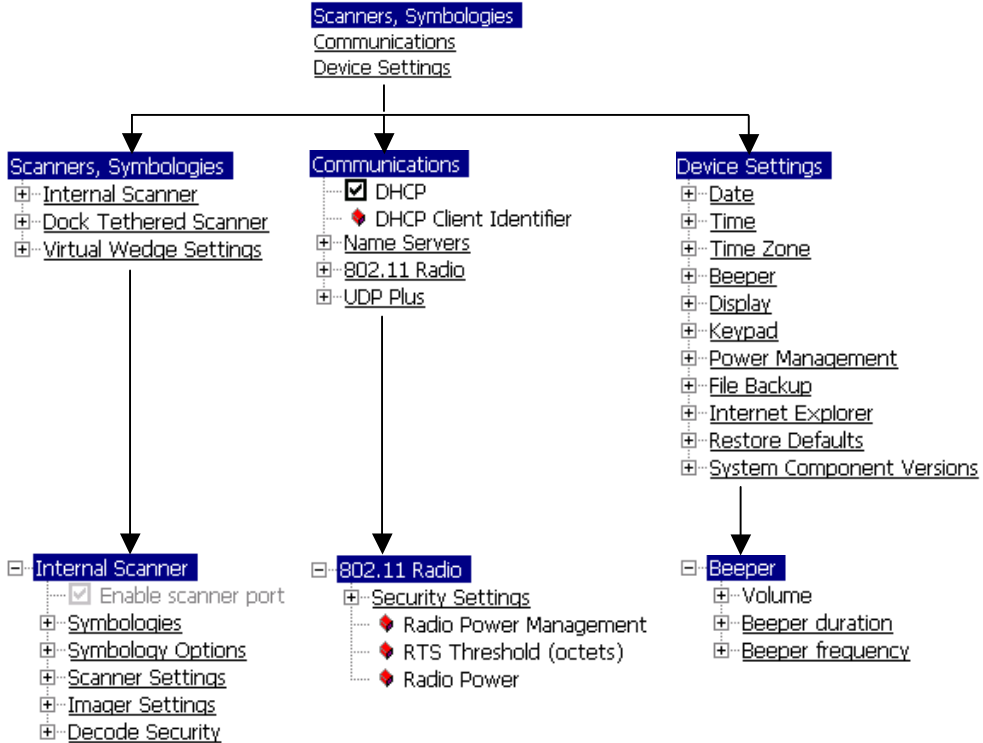 Scanners, Symbologies
Communications
Device Settings
Scanners, Symbologies
Internal Scanner
Dock Tethered Scanner
Virtual Wedge Settings
Communications
DHCP
DHCP Client Identifier
Name Servers
802.11 Radio
UDP Plus
Device Settings
Date
Time
Time Zone
Beeper
Display
Keypad
Power Management
File Backup
Internet Explorer
Restore Defaults
System Component Versions
Internal Scanner
Enable scanner port
Symbologies
Symbology Options
Scanner Settings
Imager Settings
Decode Security
802.11 Radio
Security Settings
Radio Power Management
RTS Threshold (octets)
Radio Power
Beeper
Volume
Beeper duration
Beeper frequency